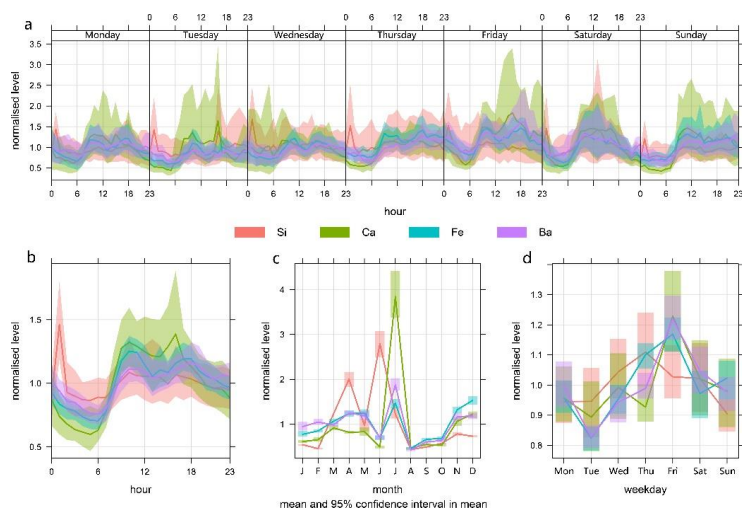 0 6 12 18 23 0 6 12 18 23 0 6 12 18 23
a
Monday Tuesday Wednesday Thursday Friday Saturday Sunday
3.5
3.0
2.5
2.0
1.5
1.0
0.5
normalised level
0 6 12 18 23 0 6 12 18 23 0 6 12 18 23 0 6 12 18 23
hour
Si Ca Fe Ba
b
1.5
1.0
0.5
normalised level
0 6 12 18 23
hour
c
4
3
2
1
normalised level
J F M A M J J A S O N D
month
mean and 95% confidence interval in mean
d
1.3
1.2
1.1
1.0
0.9
0.8
normalised level
Mon Tue Wed Thu Fri Sat Sun
weekday